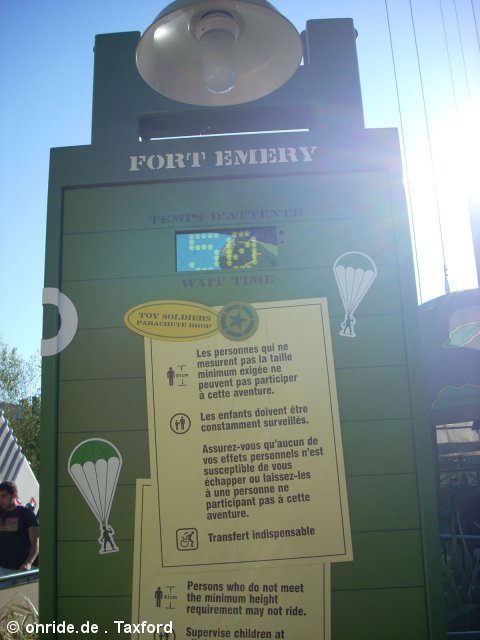 FORT EMERY
TEMPS D'ATTENTE
50
WAIT TIME
TOY SOLDIERS
PARACHUTE DROP
Les personnes qui ne
mesurent pas la taille
minimum exigée ne
peuvent pas participer
à cette aventure.
81cm
Les enfants doivent être
constamment surveillés.
Assurez-vous qu'aucun de
vos effets personnels n'est
susceptible de vous
échapper ou laissez-les
à une personne ne
participant pas à cette
aventure.
Transfert indispensable
Persons who do not meet
the minimum height
requirement may not ride.
81cm
Supervise children at
© onride.de . Taxford